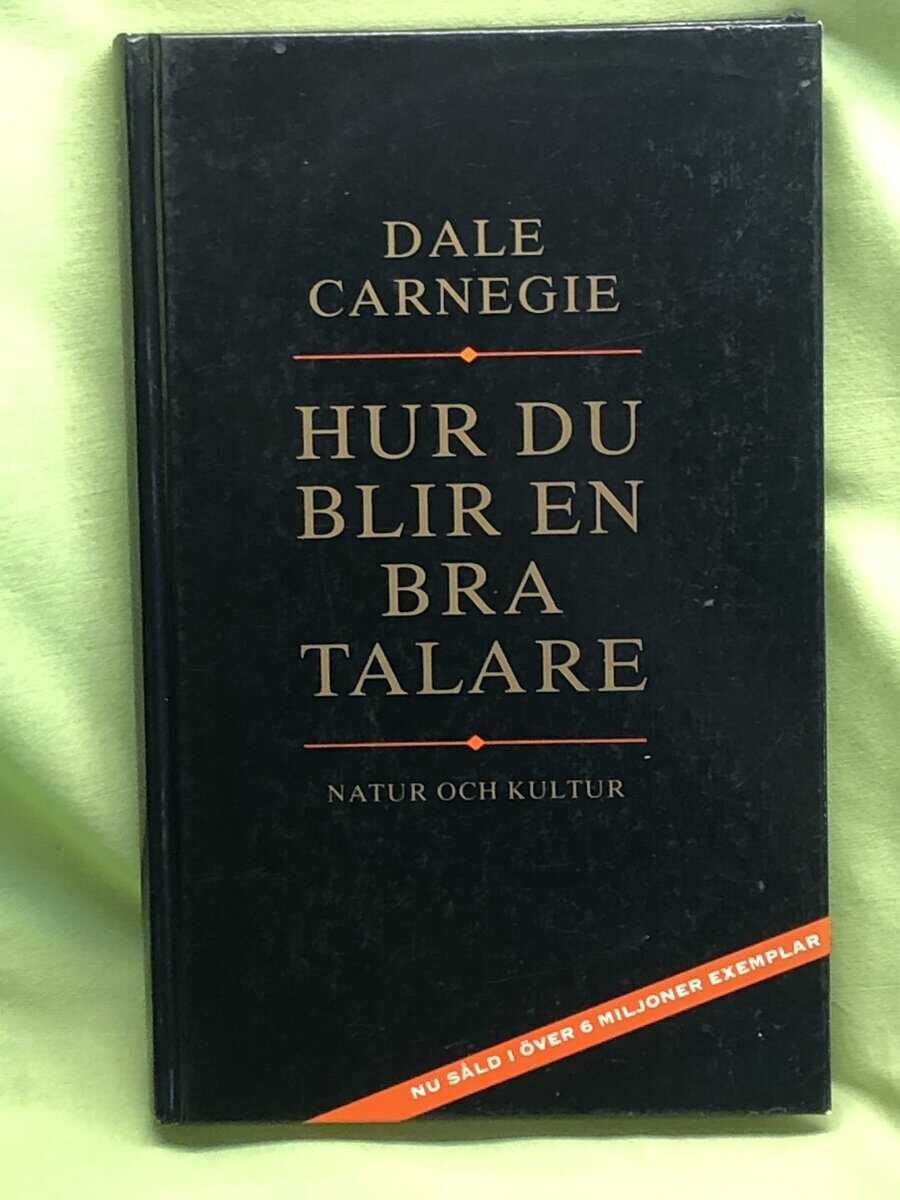 DALE
CARNEGIE
HUR DU
BLIR EN
BRA
TALARE
NATUR OCH KULTUR
NU SÅLD I ÖVER 6 MILJONER EXEMPLAR